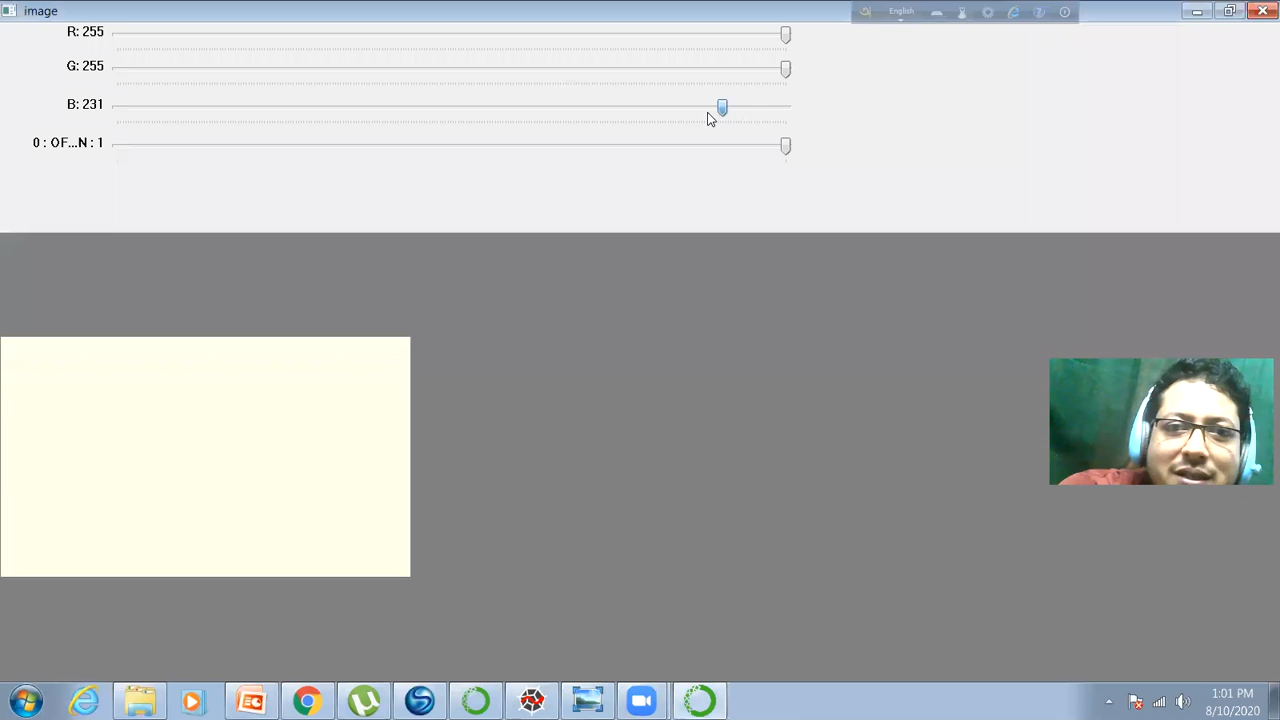 image
English
R: 255
G: 255
B: 231
0 : OF...N : 1
1:01 PM
8/10/2020